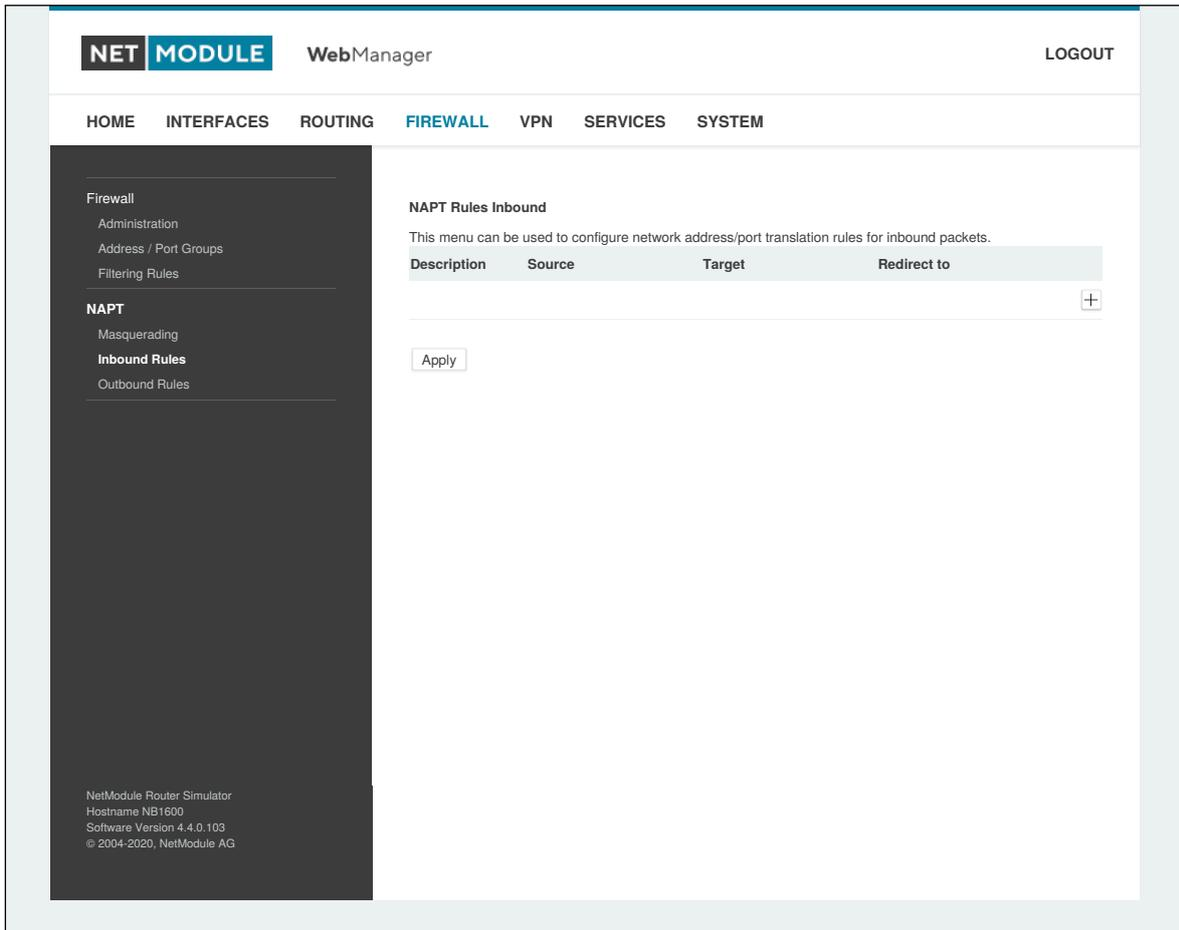 NET MODULE WebManager LOGOUT
HOME INTERFACES ROUTING FIREWALL VPN SERVICES SYSTEM
Firewall
Administration
Address / Port Groups
Filtering Rules
NAPT
Masquerading
Inbound Rules
Outbound Rules
NAPT Rules Inbound
This menu can be used to configure network address/port translation rules for inbound packets.
Description Source Target Redirect to
Apply
NetModule Router Simulator
Hostname NB1600
Software Version 4.4.0.103
© 2004-2020, NetModule AG